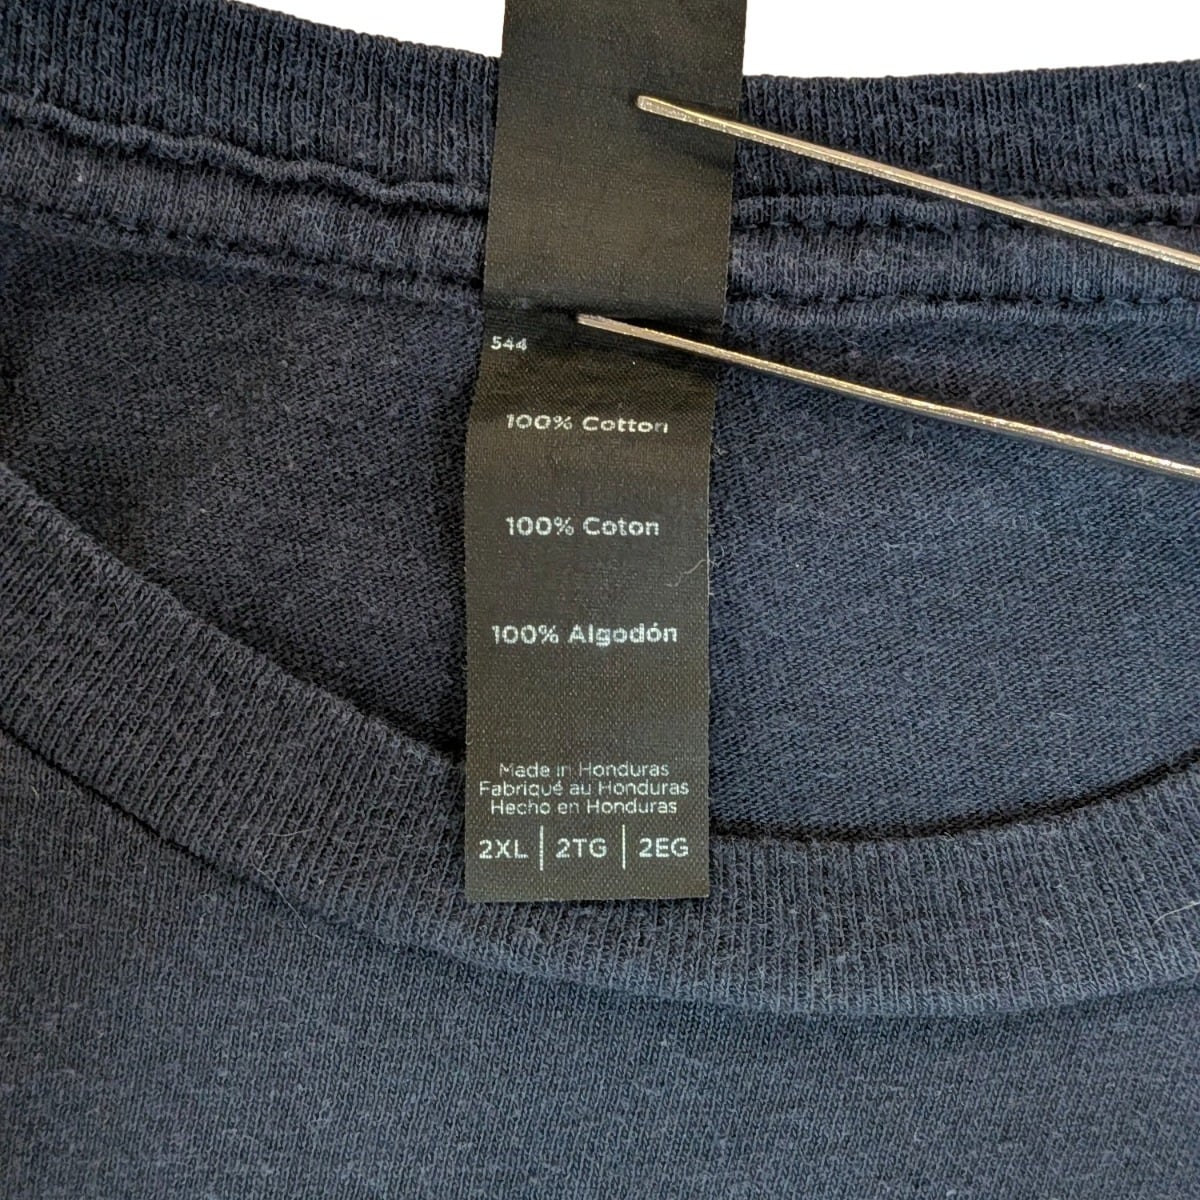 544
100% Cotton
100% Coton
100% Algodón
Made in Honduras
Fabriqué au Honduras
Hecho en Honduras
2XL | 2TG | 2EG